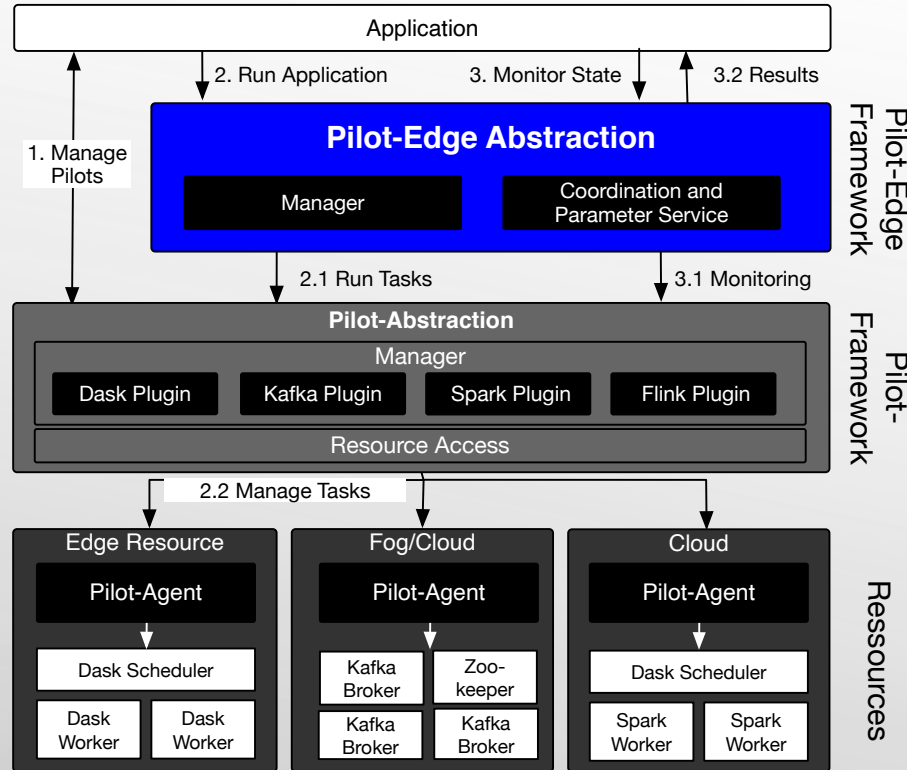 Application
2. Run Application
3. Monitor State
3.2 Results
1. Manage
Pilots
Pilot-Edge Abstraction
Manager
Coordination and
Parameter Service
Pilot-Edge
Framework
2.1 Run Tasks
3.1 Monitoring
Pilot-Abstraction
Manager
Dask Plugin
Kafka Plugin
Spark Plugin
Flink Plugin
Resource Access
Pilot-
Framework
2.2 Manage Tasks
Edge Resource
Pilot-Agent
Dask Scheduler
Dask
Worker
Dask
Worker
Fog/Cloud
Pilot-Agent
Kafka
Broker
Zoo-
keeper
Kafka
Broker
Kafka
Broker
Cloud
Pilot-Agent
Dask Scheduler
Spark
Worker
Spark
Worker
Ressources